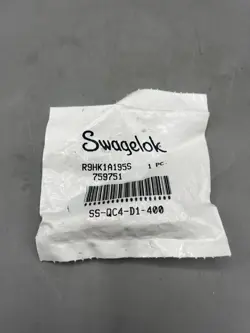 Swagelok
R9HK1A195S 1 PC
759751
SS-QC4-D1-400